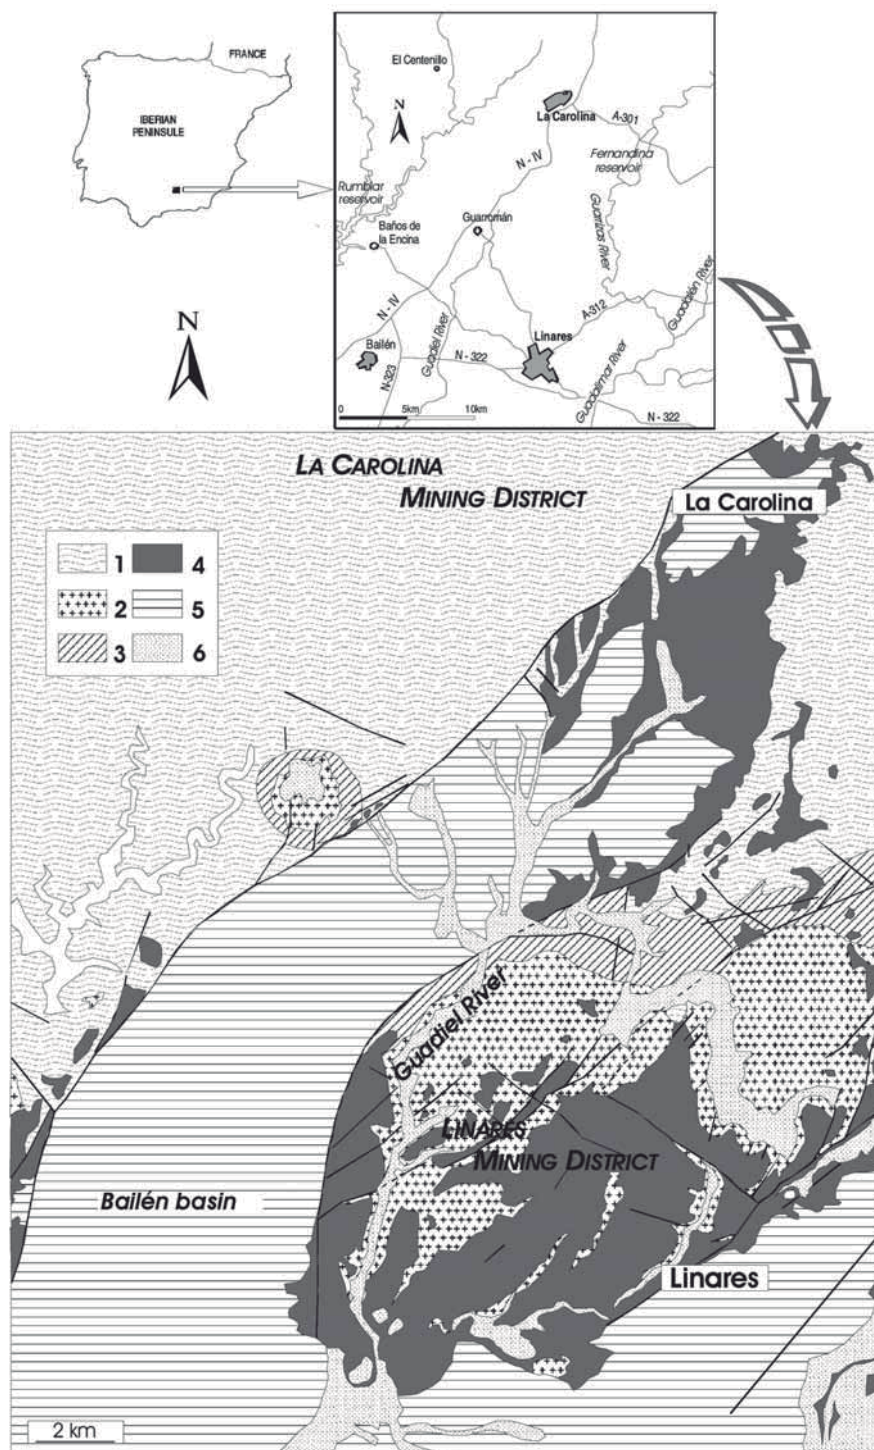 FRANCE
IBERIAN
PENINSULE
N
El Centenillo
N
La Carolina
A-301
N-IV
Fernandina
reservoir
Rumblar
reservoir
Guarrizas River
Guarromán
Baños de
la Encina
Guadalén River
N-IV
A-312
Guadiel River
Linares
Bailén
N-323
N - 322
Guadalimar River
0 5km 10km
N - 322
LA CAROLINA
MINING DISTRICT
La Carolina
1 4
2 5
3 6
Guadiel River
LINARES
MINING DISTRICT
Bailén basin
Linares
2 km